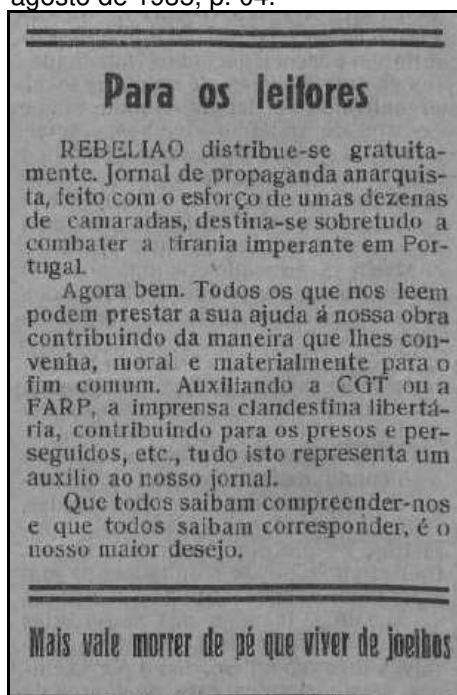 agosto de 1933, p. 04.
Para os leitores
REBELIAO distribue-se gratuita-
mente. Jornal de propaganda anarquis-
ta, feito com o esforço de umas dezenas
de camaradas, destina-se sobretudo a
combater a tirania imperante em Por-
tugal.
Agora bem. Todos os que nos leem
podem prestar a sua ajuda á nossa obra
contribuindo da maneira que lhes con-
venha, moral e materialmente para o
fim comum. Auxiliando a CGT ou a
FARP, a imprensa clandestina libertá-
ria, contribuindo para os presos e per-
seguidos, etc., tudo isto representa um
auxilio ao nosso jornal.
Que todos saibam compreender-nos
e que todos saibam corresponder, é o
nosso maior desejo.
Mais vale morrer de pé que viver de joelhos